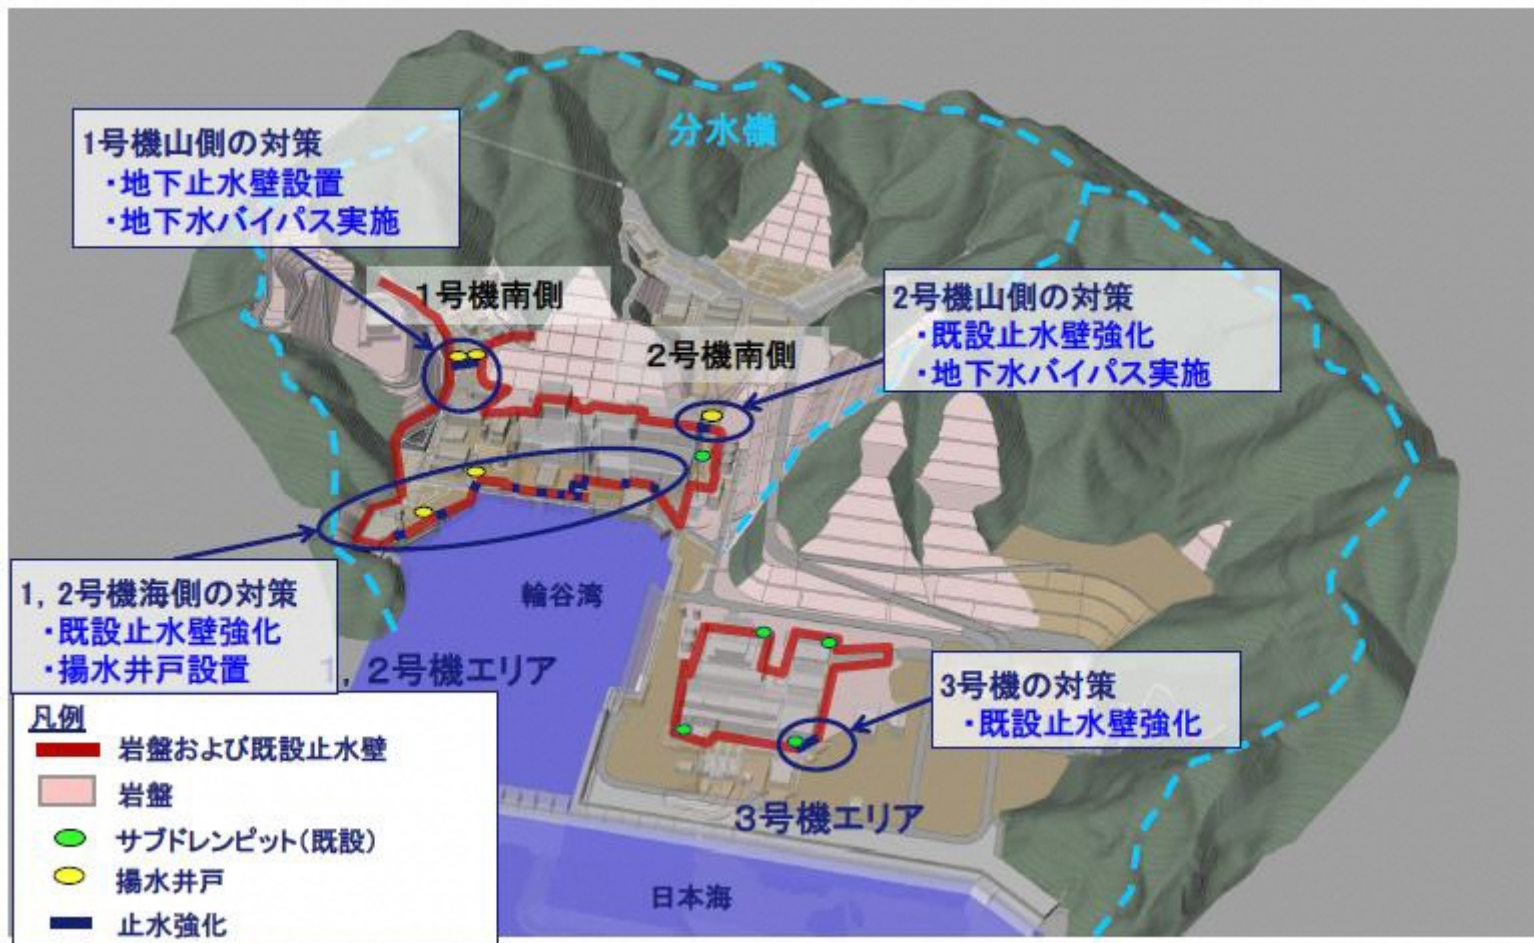 分水嶺
1号機山側の対策
・地下止水壁設置
・地下水バイパス実施
1号機南側
2号機南側
2号機山側の対策
・既設止水壁強化
・地下水バイパス実施
1,2号機海側の対策
・既設止水壁強化
・揚水井戸設置
輪谷湾
1,2号機エリア
3号機の対策
・既設止水壁強化
3号機エリア
日本海
凡例
岩盤および既設止水壁
岩盤
サブドレンピット(既設)
揚水井戸
止水強化